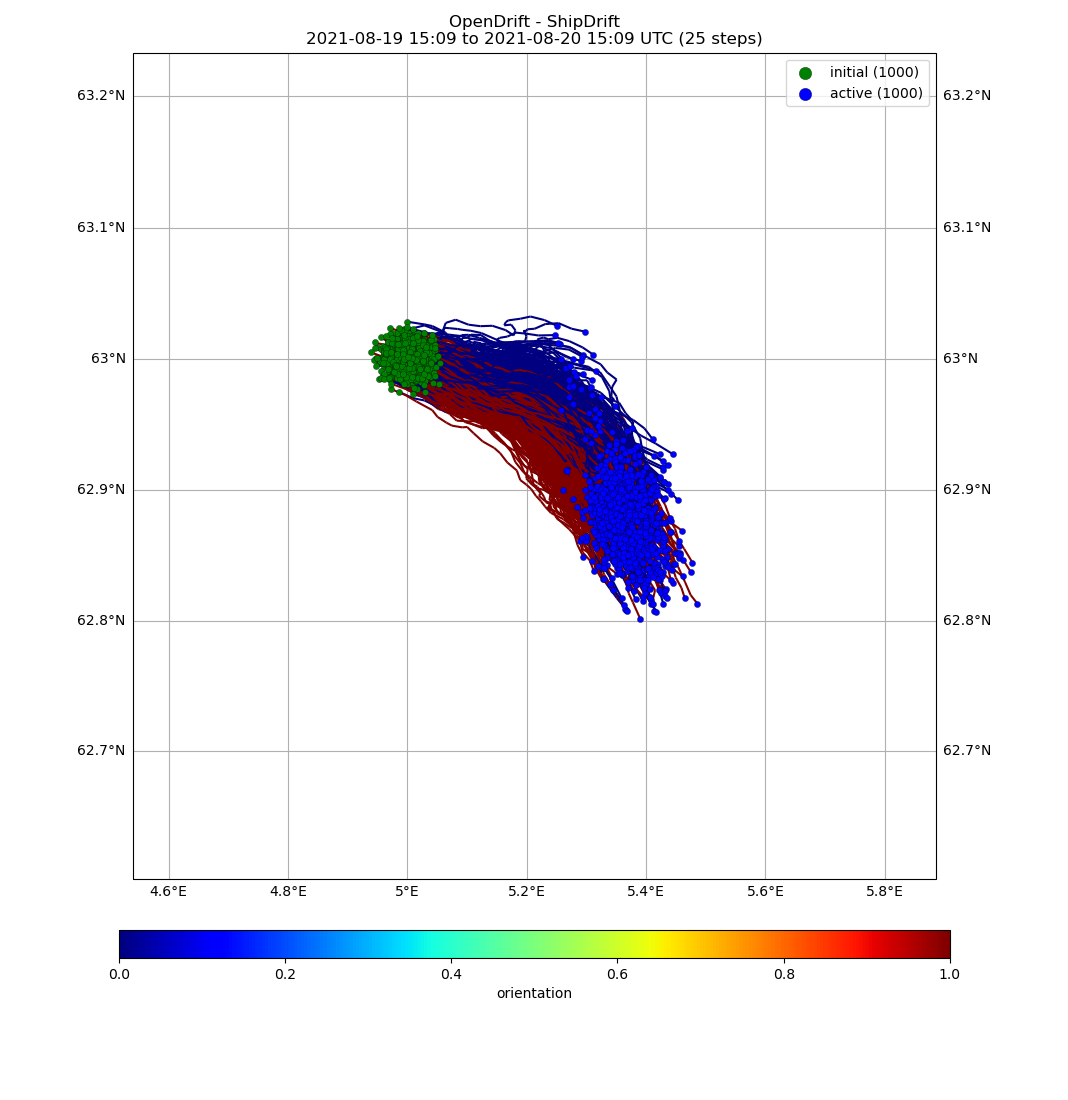 OpenDrift - ShipDrift
2021-08-19 15:09 to 2021-08-20 15:09 UTC (25 steps)
initial (1000)
active (1000)
63.2°N 63.2°N
63.1°N 63.1°N
63°N 63°N
62.9°N 62.9°N
62.8°N 62.8°N
62.7°N 62.7°N
4.6°E 4.8°E 5°E 5.2°E 5.4°E 5.6°E 5.8°E
0.0 0.2 0.4 0.6 0.8 1.0
orientation